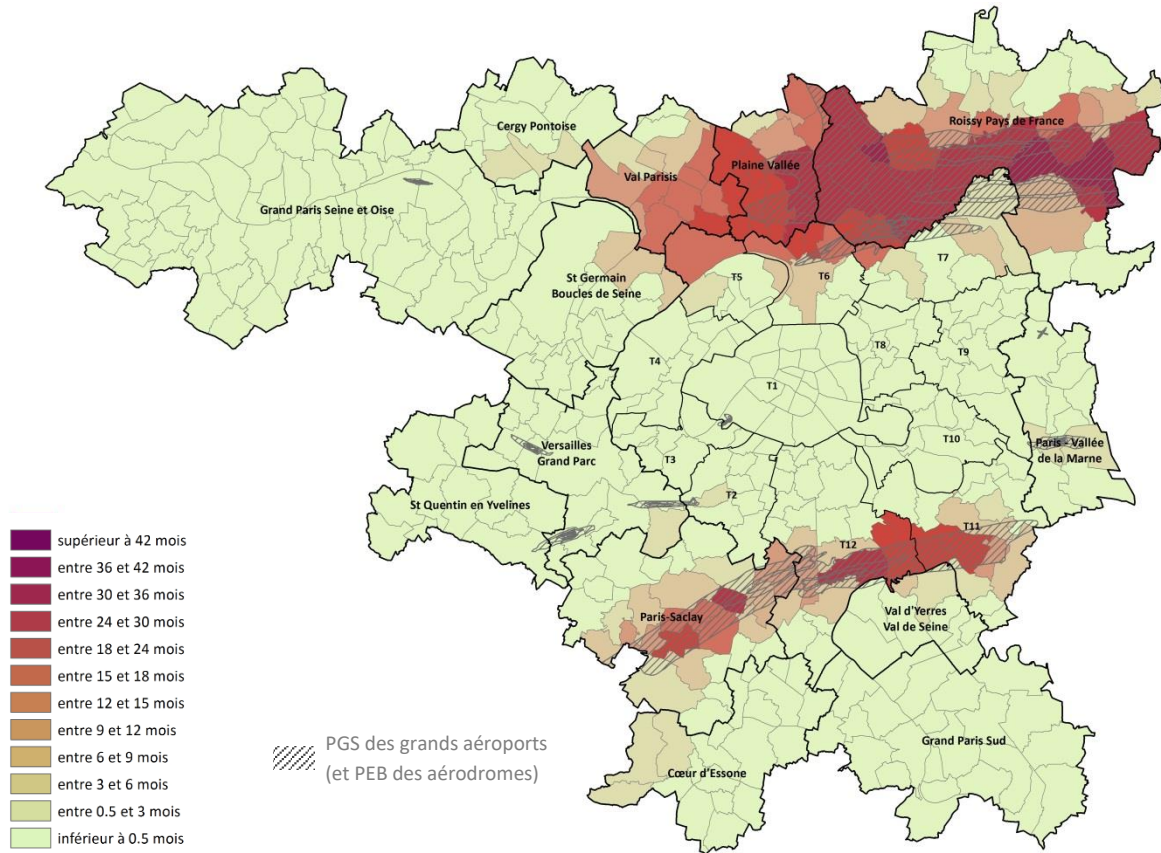 Cergy Pontoise
Roissy Pays de France
Plaine Vallée
Val Parisis
Grand Paris Seine et Oise
T7
St Germain
Boucles de Seine
T5
T6
T4
T8
T9
T1
Versailles
Grand Parc
T3
T10
Paris - Vallée
de la Marne
T2
St Quentin en Yvelines
T11
T12
Paris-Saclay
Val d'Yerres
Val de Seine
Grand Paris Sud
Cœur d'Essone
supérieur à 42 mois
entre 36 et 42 mois
entre 30 et 36 mois
entre 24 et 30 mois
entre 18 et 24 mois
entre 15 et 18 mois
entre 12 et 15 mois
entre 9 et 12 mois
entre 6 et 9 mois
entre 3 et 6 mois
entre 0.5 et 3 mois
inférieur à 0.5 mois
PGS des grands aéroports
(et PEB des aérodromes)